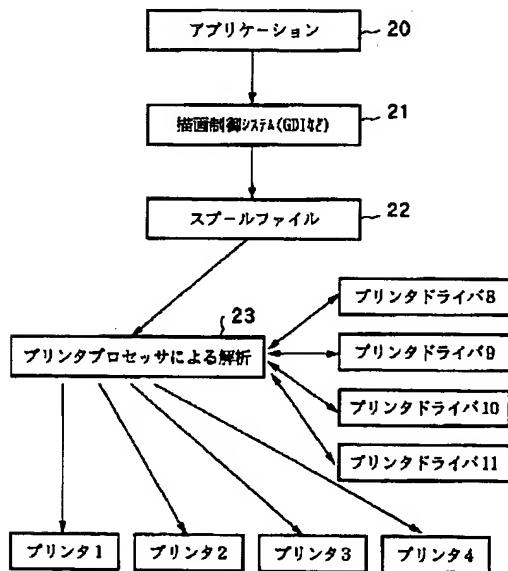 アプリケーション 20
描画制御システム(GDIなど) 21
スプールファイル 22
23
プリンタプロセッサによる解析
プリンタドライバ8
プリンタドライバ9
プリンタドライバ10
プリンタドライバ11
プリンタ1 プリンタ2 プリンタ3 プリンタ4